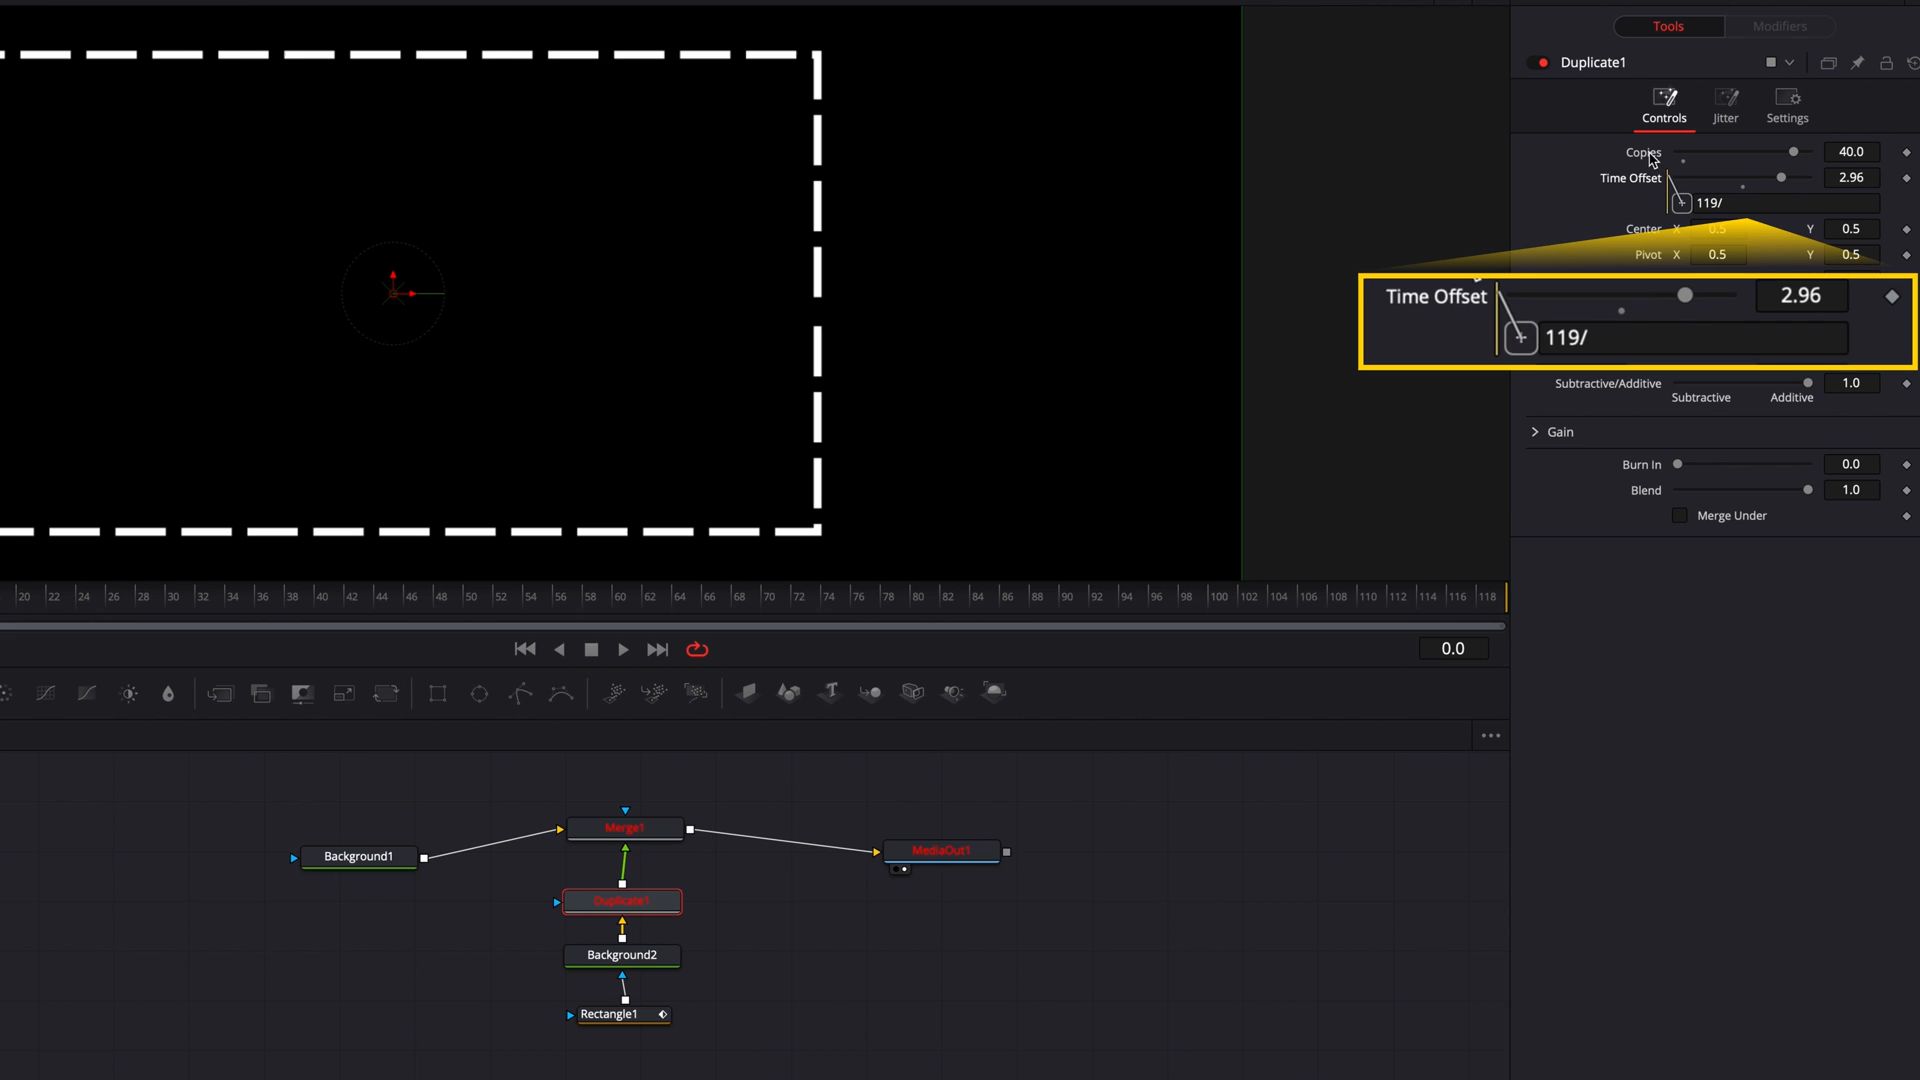 Tools Modifiers
Duplicate1
Controls Jitter Settings
Copies 40.0
Time Offset 2.96
119/
Center X 0.5 Y 0.5
Pivot X 0.5 Y 0.5
Time Offset 2.96
119/
Subtractive/Additive 1.0
Subtractive Additive
Gain
Burn In 0.0
Blend 1.0
Merge Under
20 22 24 26 28 30 32 34 36 38 40 42 44 46 48 50 52 54 56 58 60 62 64 66 68 70 72 74 76 78 80 82 84 86 88 90 92 94 96 98 100 102 104 106 108 110 112 114 116 118
0.0
Merge1
Background1
MediaOut1
Duplicate1
Background2
Rectangle1